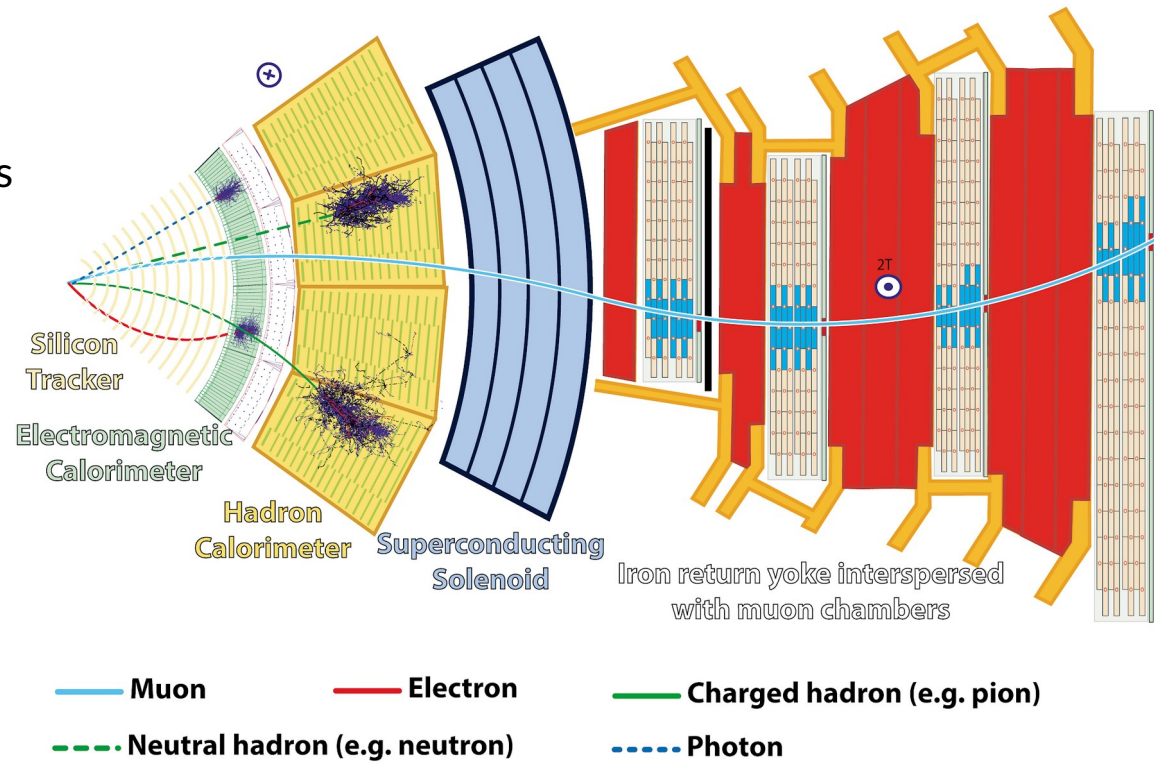 s
2T
Silicon
Tracker
Electromagnetic
Calorimeter
Hadron
Calorimeter
Superconducting
Solenoid
Iron return yoke interspersed
with muon chambers
Muon
Electron
Charged hadron (e.g. pion)
Neutral hadron (e.g. neutron)
Photon